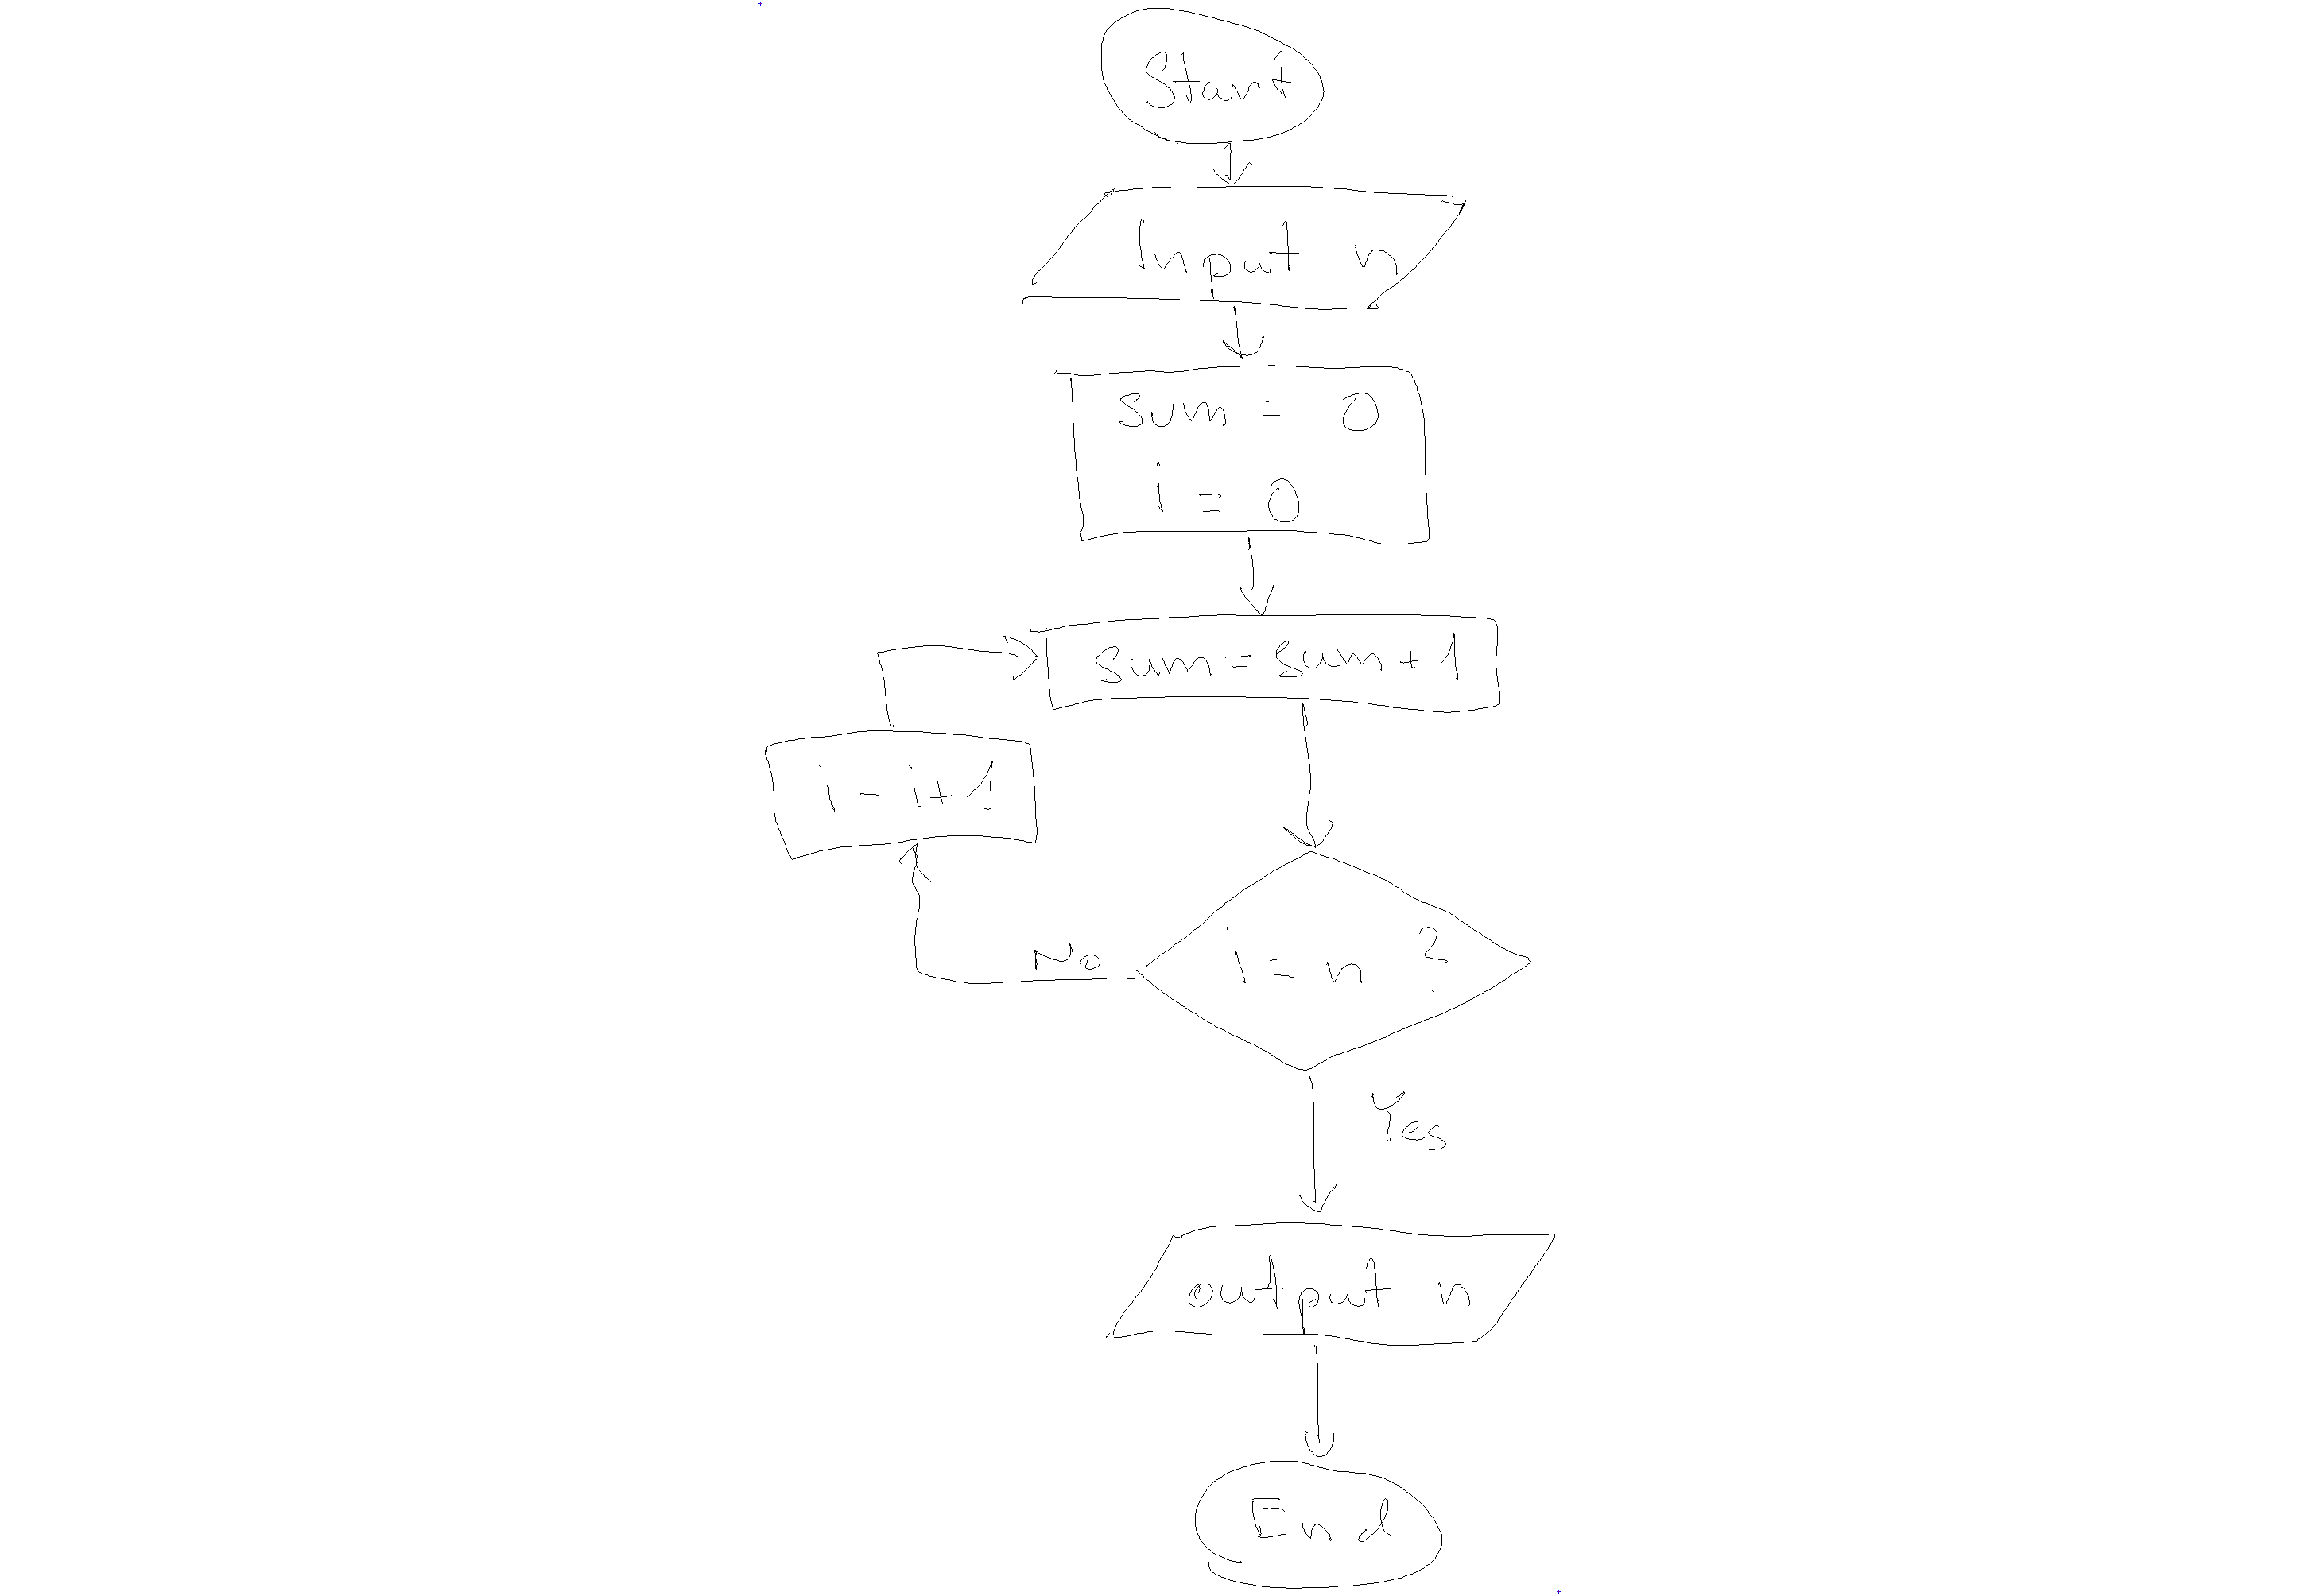 Start
Input n
sum = 0
i = 0
sum = sum + 1
i = i + 1
i = n ?
No
Yes
output n
End